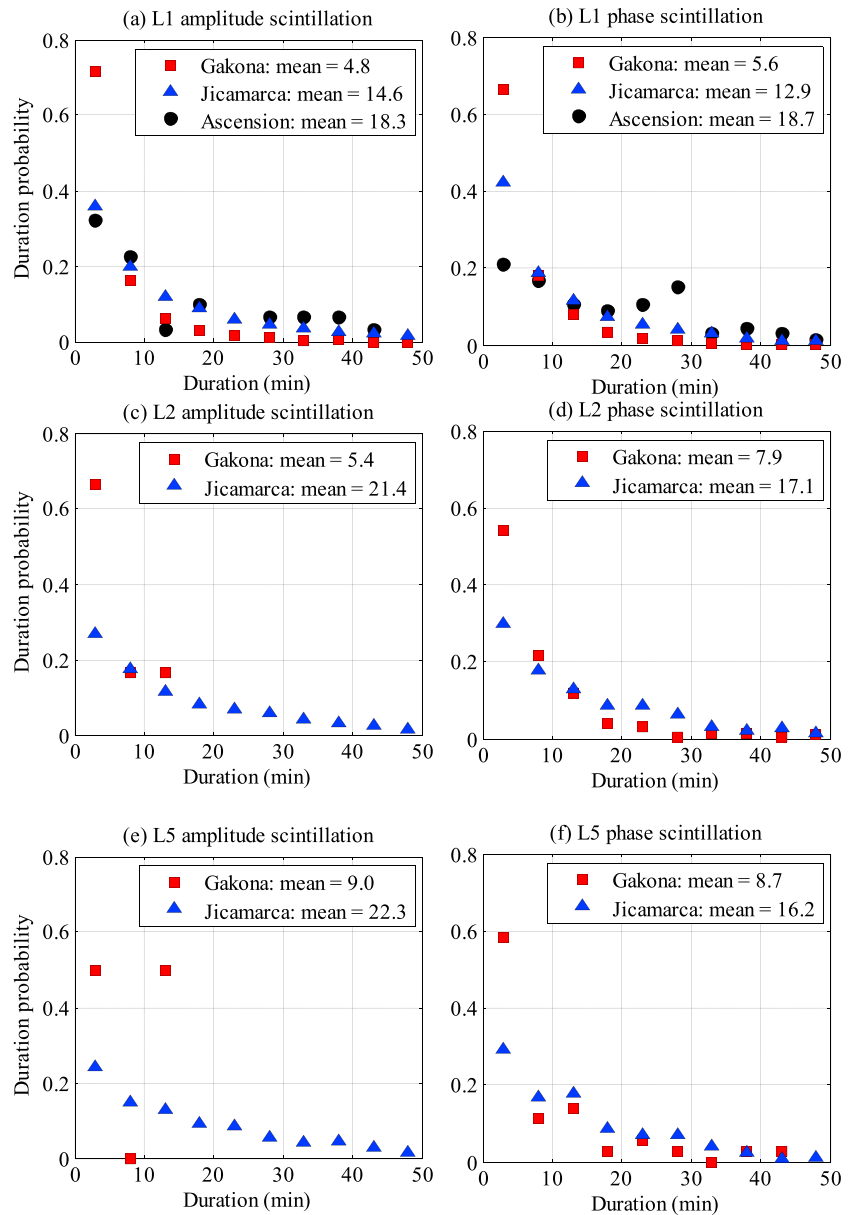 (a) L1 amplitude scintillation
Duration probability
0.8
0.6
0.4
0.2
0
Gakona: mean = 4.8
Jicamarca: mean = 14.6
Ascension: mean = 18.3
0 10 20 30 40 50
Duration (min)
(b) L1 phase scintillation
0.8
0.6
0.4
0.2
0
Gakona: mean = 5.6
Jicamarca: mean = 12.9
Ascension: mean = 18.7
0 10 20 30 40 50
Duration (min)
(c) L2 amplitude scintillation
Duration probability
0.8
0.6
0.4
0.2
0
Gakona: mean = 5.4
Jicamarca: mean = 21.4
0 10 20 30 40 50
Duration (min)
(d) L2 phase scintillation
0.8
0.6
0.4
0.2
0
Gakona: mean = 7.9
Jicamarca: mean = 17.1
0 10 20 30 40 50
Duration (min)
(e) L5 amplitude scintillation
Duration probability
0.8
0.6
0.4
0.2
0
Gakona: mean = 9.0
Jicamarca: mean = 22.3
0 10 20 30 40 50
Duration (min)
(f) L5 phase scintillation
0.8
0.6
0.4
0.2
0
Gakona: mean = 8.7
Jicamarca: mean = 16.2
0 10 20 30 40 50
Duration (min)